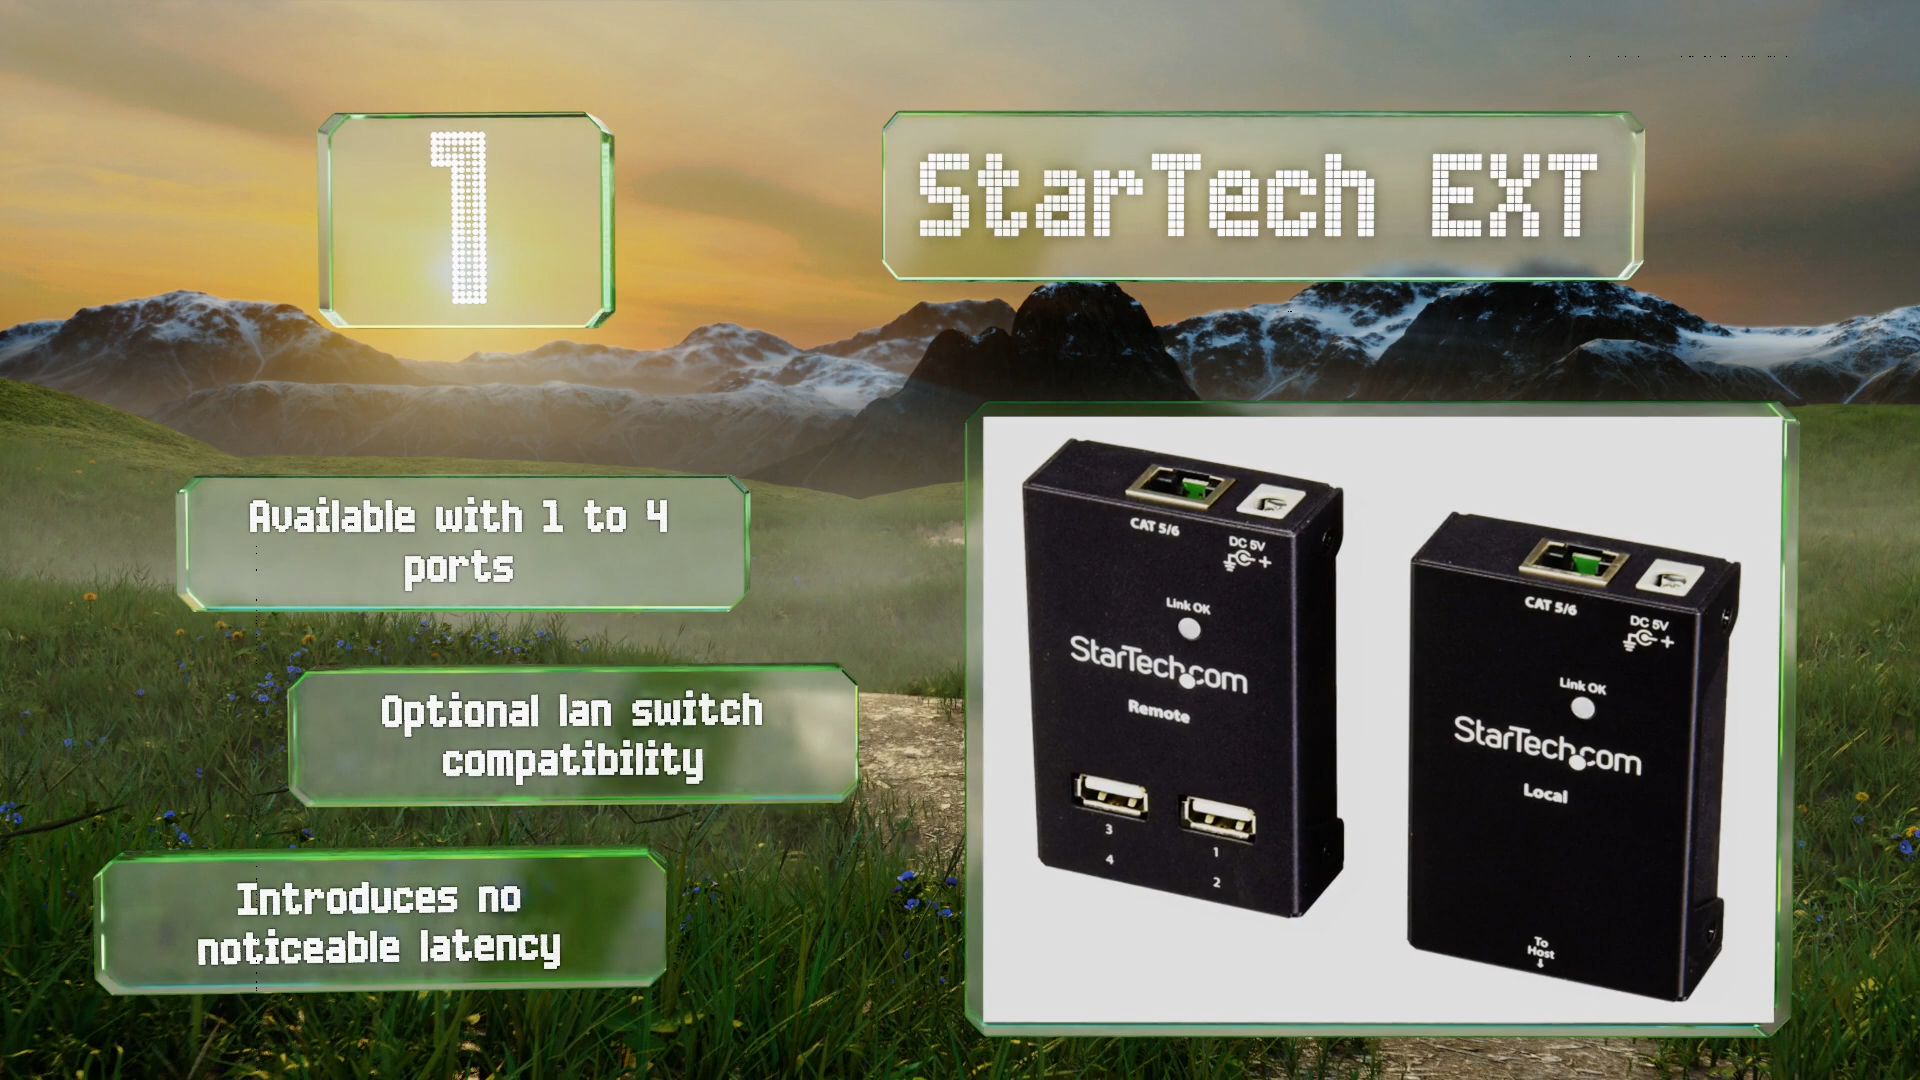 1
StarTech EXT
Available with 1 to 4
ports
Optional lan switch
compatibility
Introduces no
noticeable latency
CAT 5/6
DC 5V
Link OK
StarTech.com
Remote
3
4
1
2
CAT 5/6
DC 5V
Link OK
StarTech.com
Local
To
Host